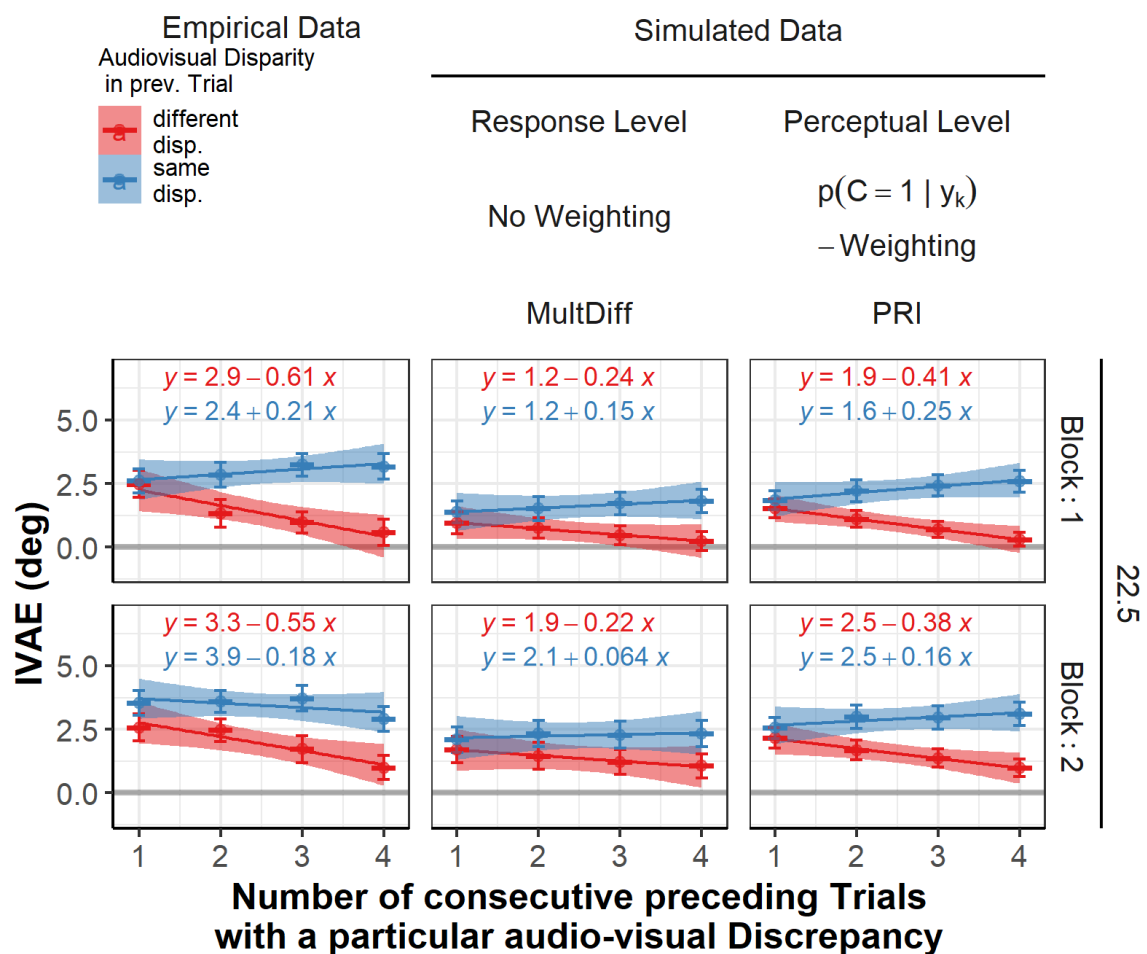 Empirical Data
Simulated Data
Audiovisual Disparity
in prev. Trial
a different
disp.
a same
disp.
Response Level
Perceptual Level
No Weighting
p(C = 1 | yₖ)
– Weighting
MultDiff
PRI
y = 2.9 – 0.61 x
y = 2.4 + 0.21 x
y = 1.2 – 0.24 x
y = 1.2 + 0.15 x
y = 1.9 – 0.41 x
y = 1.6 + 0.25 x
5.0
2.5
0.0
Block : 1
y = 3.3 – 0.55 x
y = 3.9 – 0.18 x
y = 1.9 – 0.22 x
y = 2.1 + 0.064 x
y = 2.5 – 0.38 x
y = 2.5 + 0.16 x
5.0
2.5
0.0
Block : 2
22.5
IVAE (deg)
1 2 3 4
1 2 3 4
1 2 3 4
Number of consecutive preceding Trials
with a particular audio-visual Discrepancy